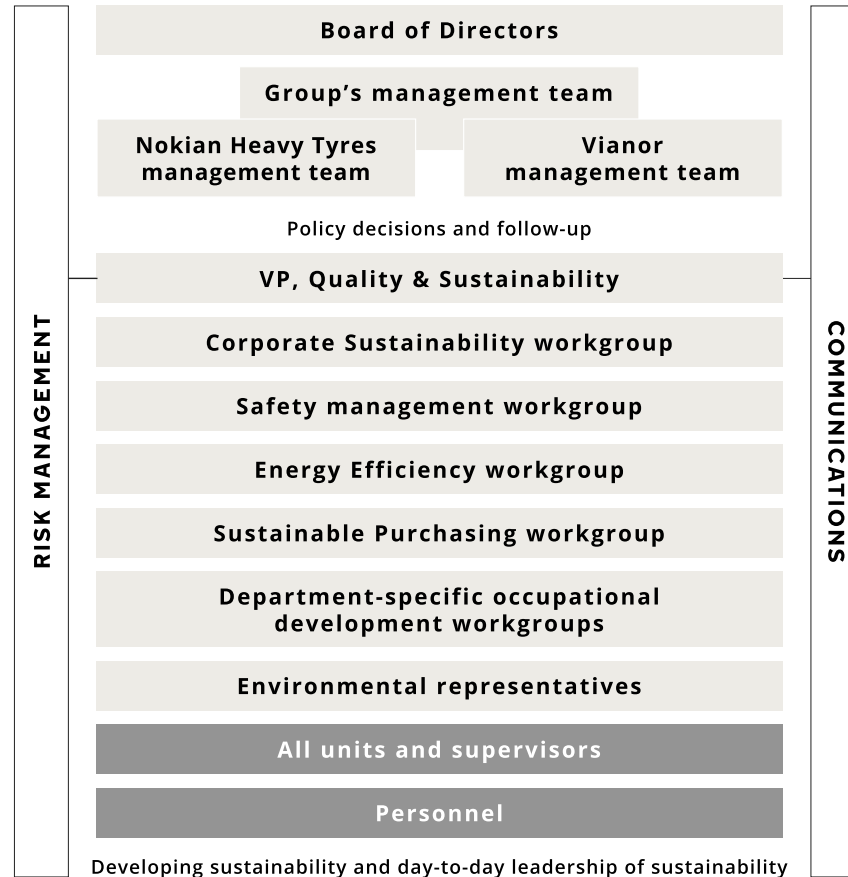 Board of Directors
Group’s management team
Nokian Heavy Tyres
management team
Vianor
management team
Policy decisions and follow-up
VP, Quality & Sustainability
Corporate Sustainability workgroup
Safety management workgroup
Energy Efficiency workgroup
Sustainable Purchasing workgroup
Department-specific occupational
development workgroups
Environmental representatives
All units and supervisors
Personnel
Developing sustainability and day-to-day leadership of sustainability
RISK MANAGEMENT
COMMUNICATIONS